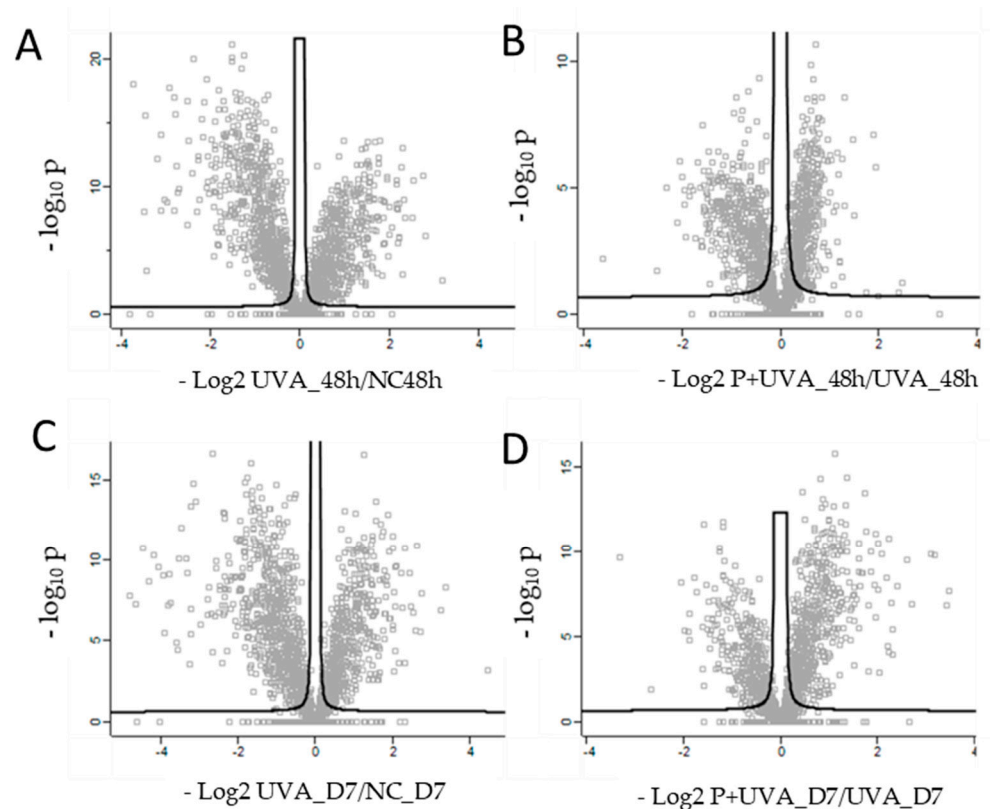 A
B
20
10
0
- log10 p
-4
-2
0
2
4
- Log2 UVA_48h/NC48h
10
5
0
- log10 p
-4
-2
0
2
4
- Log2 P+UVA_48h/UVA_48h
C
D
15
10
5
0
- log10 p
-4
-2
0
2
4
- Log2 UVA_D7/NC_D7
15
10
5
0
- log10 p
-4
-2
0
2
4
- Log2 P+UVA_D7/UVA_D7